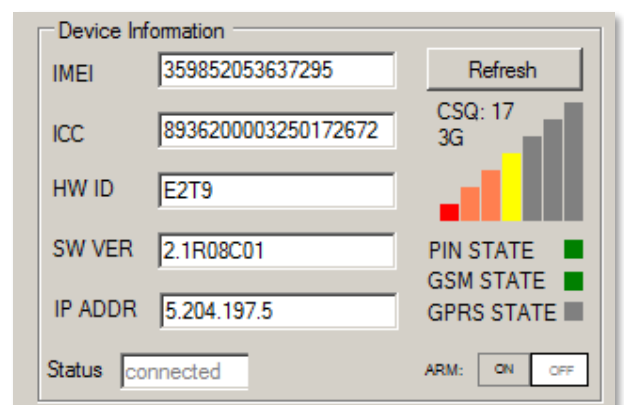 Device Information
IMEI 359852053637295 Refresh
CSQ: 17
3G
ICC 8936200003250172672
HW ID E2T9
SW VER 2.1R08C01 PIN STATE
GSM STATE
IP ADDR 5.204.197.5 GPRS STATE
Status connected ARM: ON OFF